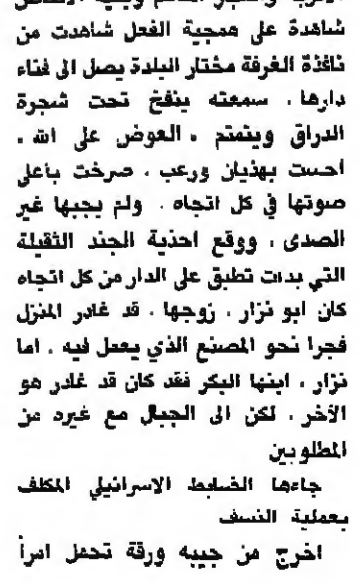 شاهدة على همجية الفعل شاهدت من
نافذة الغرفة مختار البلدة يصل الى فناء
دارها . سمعته ينفخ تحت شجرة
الدراق ويتمتم . العوض على الله .
احست بهذيان ورعب . صرخت باعلى
صوتها في كل اتجاه . ولم يجبها غير
الصدى ، ووقع احذية الجند الثقيلة
التي بدات تطبق على الدار من كل اتجاه
كان ابو نزار ، زوجها ، قد غادر المنزل
فجرا نحو المصنع الذي يعمل فيه . اما
نزار ، ابنها البكر فقد كان قد غادر هو
الآخر ، لكن الى الجبال مع غيره من
المطلوبين
جاءها الضابط الاسرائيلي المكلف
بعملية النسف
اخرج من جيبه ورقة تحمل امرأ